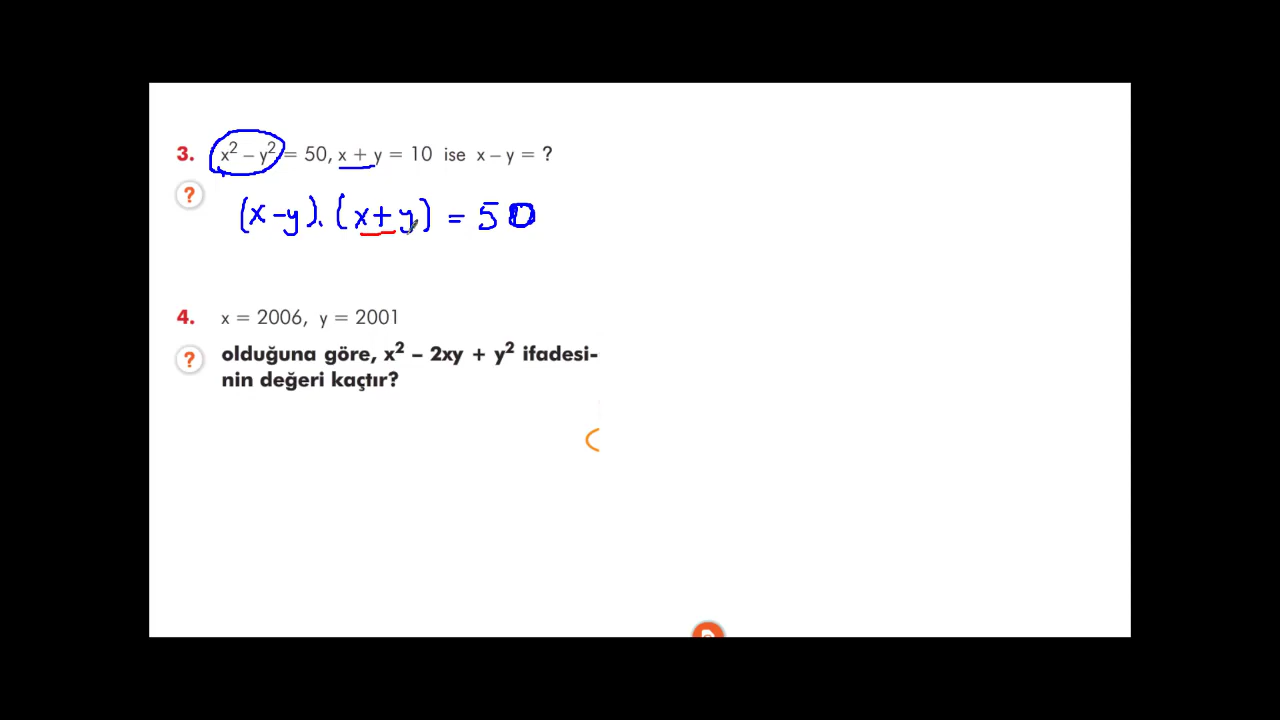 3. x² – y² = 50, x + y = 10 ise x – y = ?
?
(x-y).(x+y) = 50
4. x = 2006, y = 2001
? olduğuna göre, x² – 2xy + y² ifadesi-
nin değeri kaçtır?